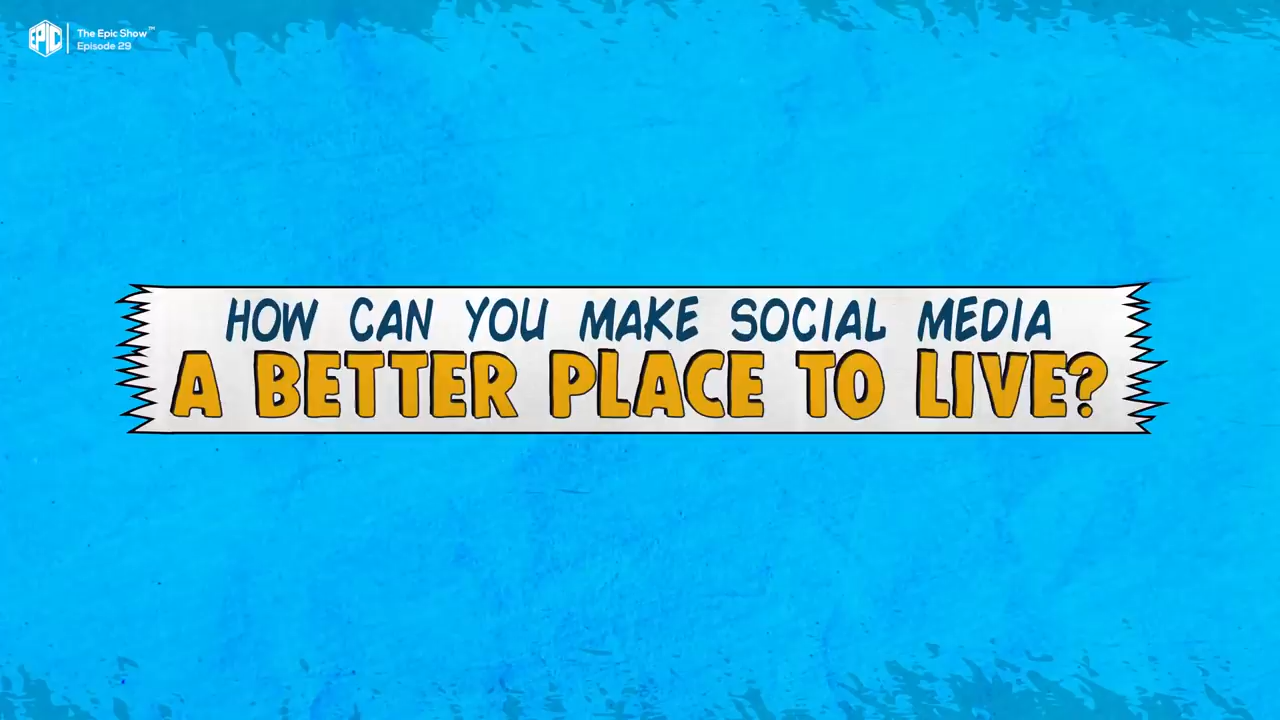 EPIC
The Epic Show™
Episode 29
HOW CAN YOU MAKE SOCIAL MEDIA
A BETTER PLACE TO LIVE?